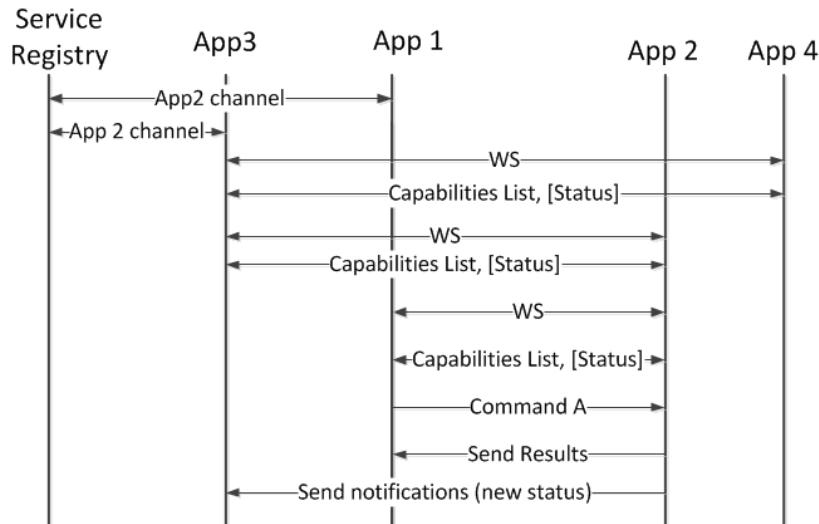 Service
Registry
App3
App 1
App 2
App 4
App2 channel
App 2 channel
WS
Capabilities List, [Status]
WS
Capabilities List, [Status]
WS
Capabilities List, [Status]
Command A
Send Results
Send notifications (new status)